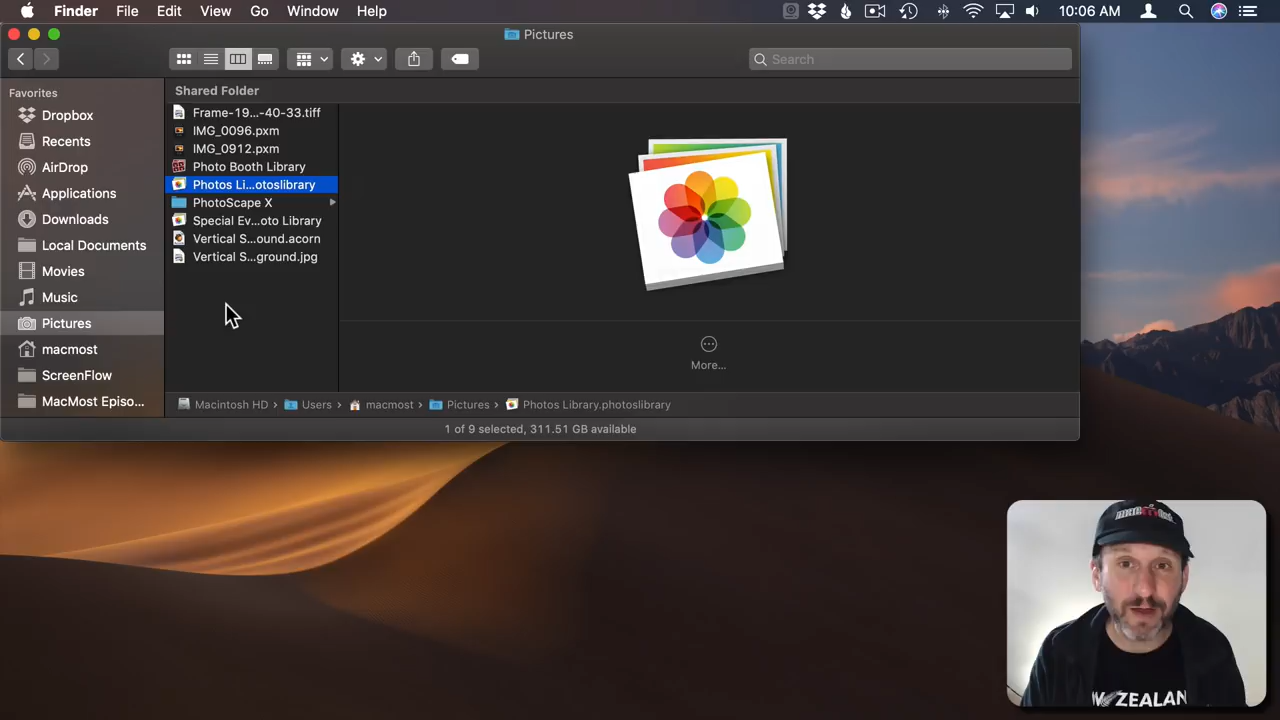 Finder File Edit View Go Window Help 10:06 AM
Pictures
Search
Favorites
Dropbox
Recents
AirDrop
Applications
Downloads
Local Documents
Movies
Music
Pictures
macmost
ScreenFlow
MacMost Episo...
Shared Folder
Frame-19...-40-33.tiff
IMG_0096.pxm
IMG_0912.pxm
Photo Booth Library
Photos Li...otoslibrary
PhotoScape X
Special Ev...oto Library
Vertical S...ound.acorn
Vertical S...ground.jpg
More...
Macintosh HD › Users › macmost › Pictures › Photos Library.photoslibrary
1 of 9 selected, 311.51 GB available
W ZEALAN